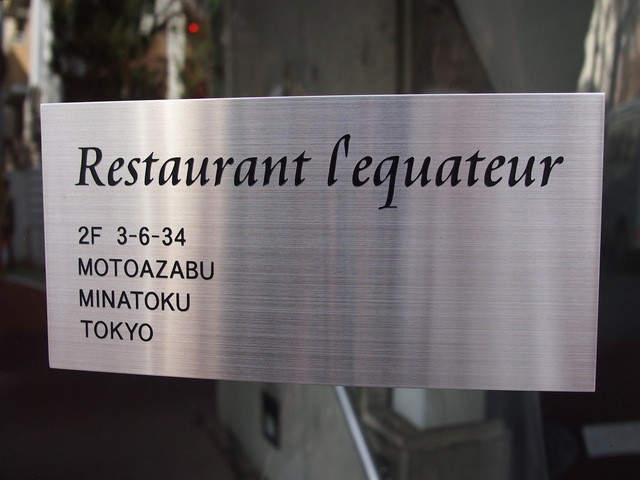 Restaurant l'equateur
2F 3-6-34
MOTOAZABU
MINATOKU
TOKYO